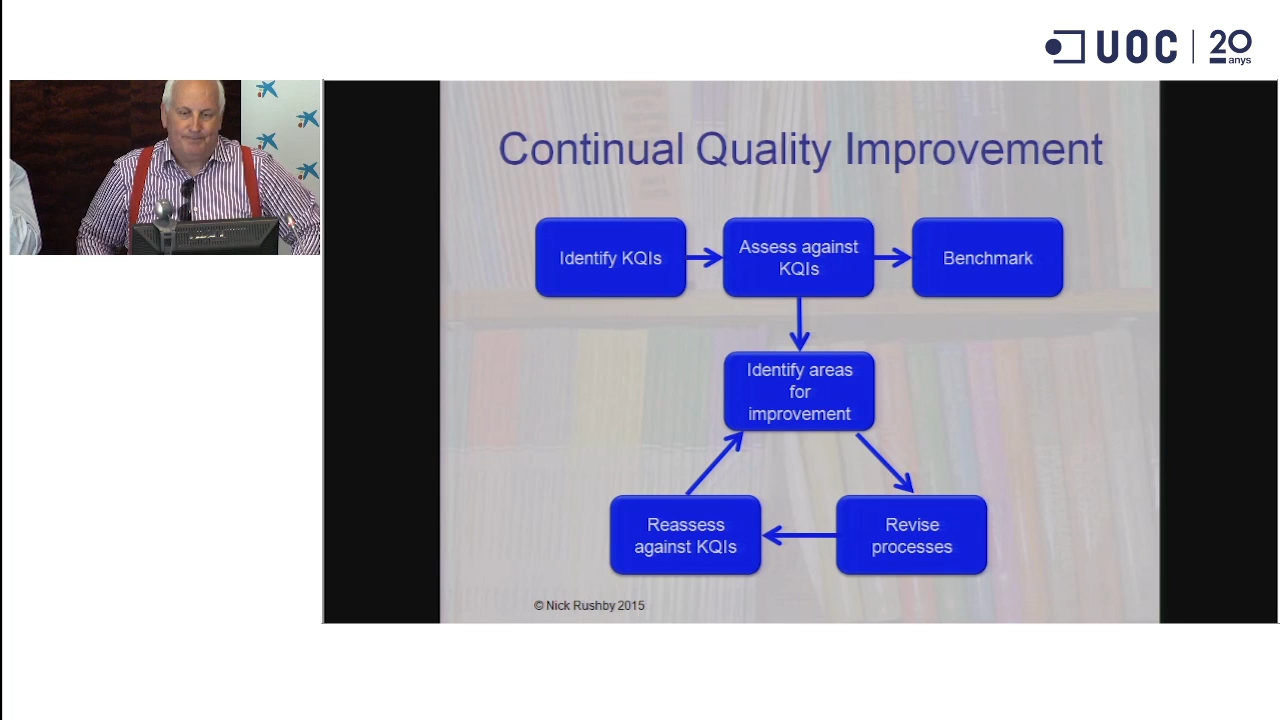 UOC
20
anys
Continual Quality Improvement
Identify KQIs
Assess against
KQIs
Benchmark
Identify areas
for
improvement
Reassess
against KQIs
Revise
processes
© Nick Rushby 2015